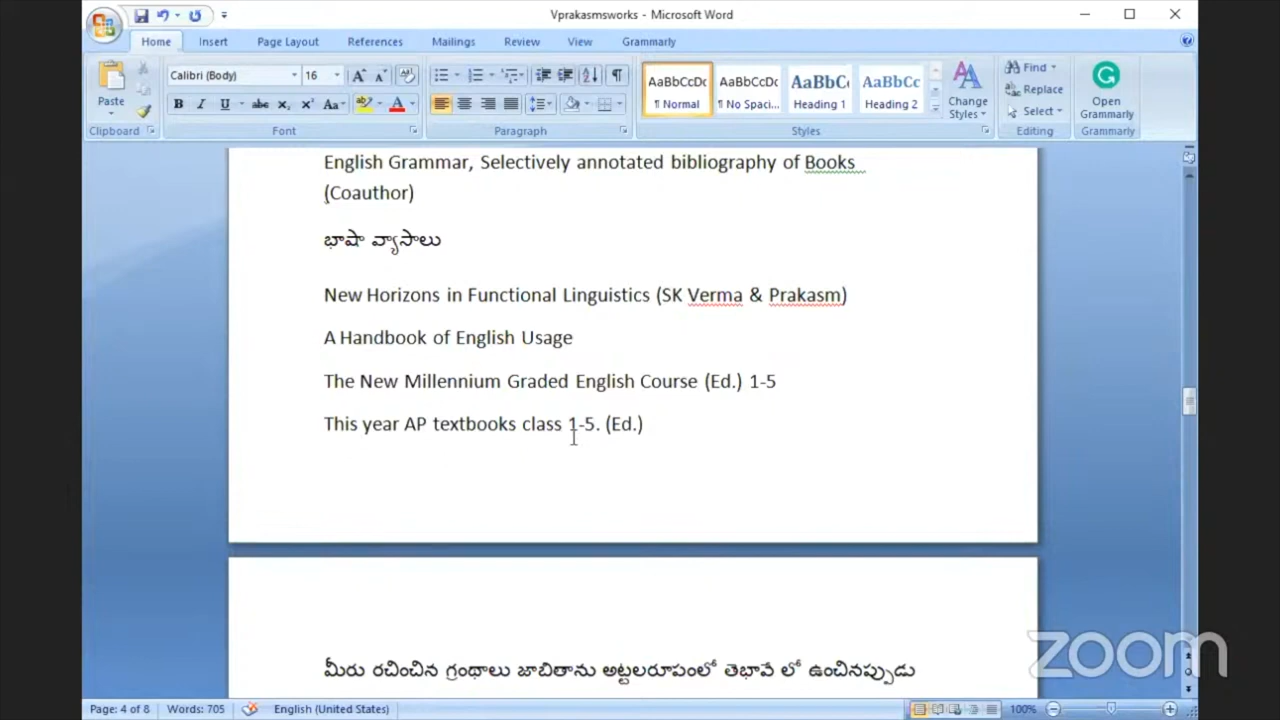 Vprakasmsworks - Microsoft Word
Home Insert Page Layout References Mailings Review View Grammarly
Calibri (Body) 16
Paste
AaBbCcDc AaBbCcDc AaBbC AaBbCc
¶ Normal ¶ No Spaci... Heading 1 Heading 2
Change Styles
Find
Replace
Select
Open Grammarly
Clipboard Font Paragraph Styles Editing Grammarly
English Grammar, Selectively annotated bibliography of Books
(Coauthor)
భాషా వ్యాసాలు
New Horizons in Functional Linguistics (SK Verma & Prakasm)
A Handbook of English Usage
The New Millennium Graded English Course (Ed.) 1-5
This year AP textbooks class 1-5. (Ed.)
మీరు రచించిన గ్రంథాలు జాబితాను అట్టలరూపంలో తెభావే లో ఉంచినప్పుడు
zoom
Page: 4 of 8 Words: 705 English (United States) 100%